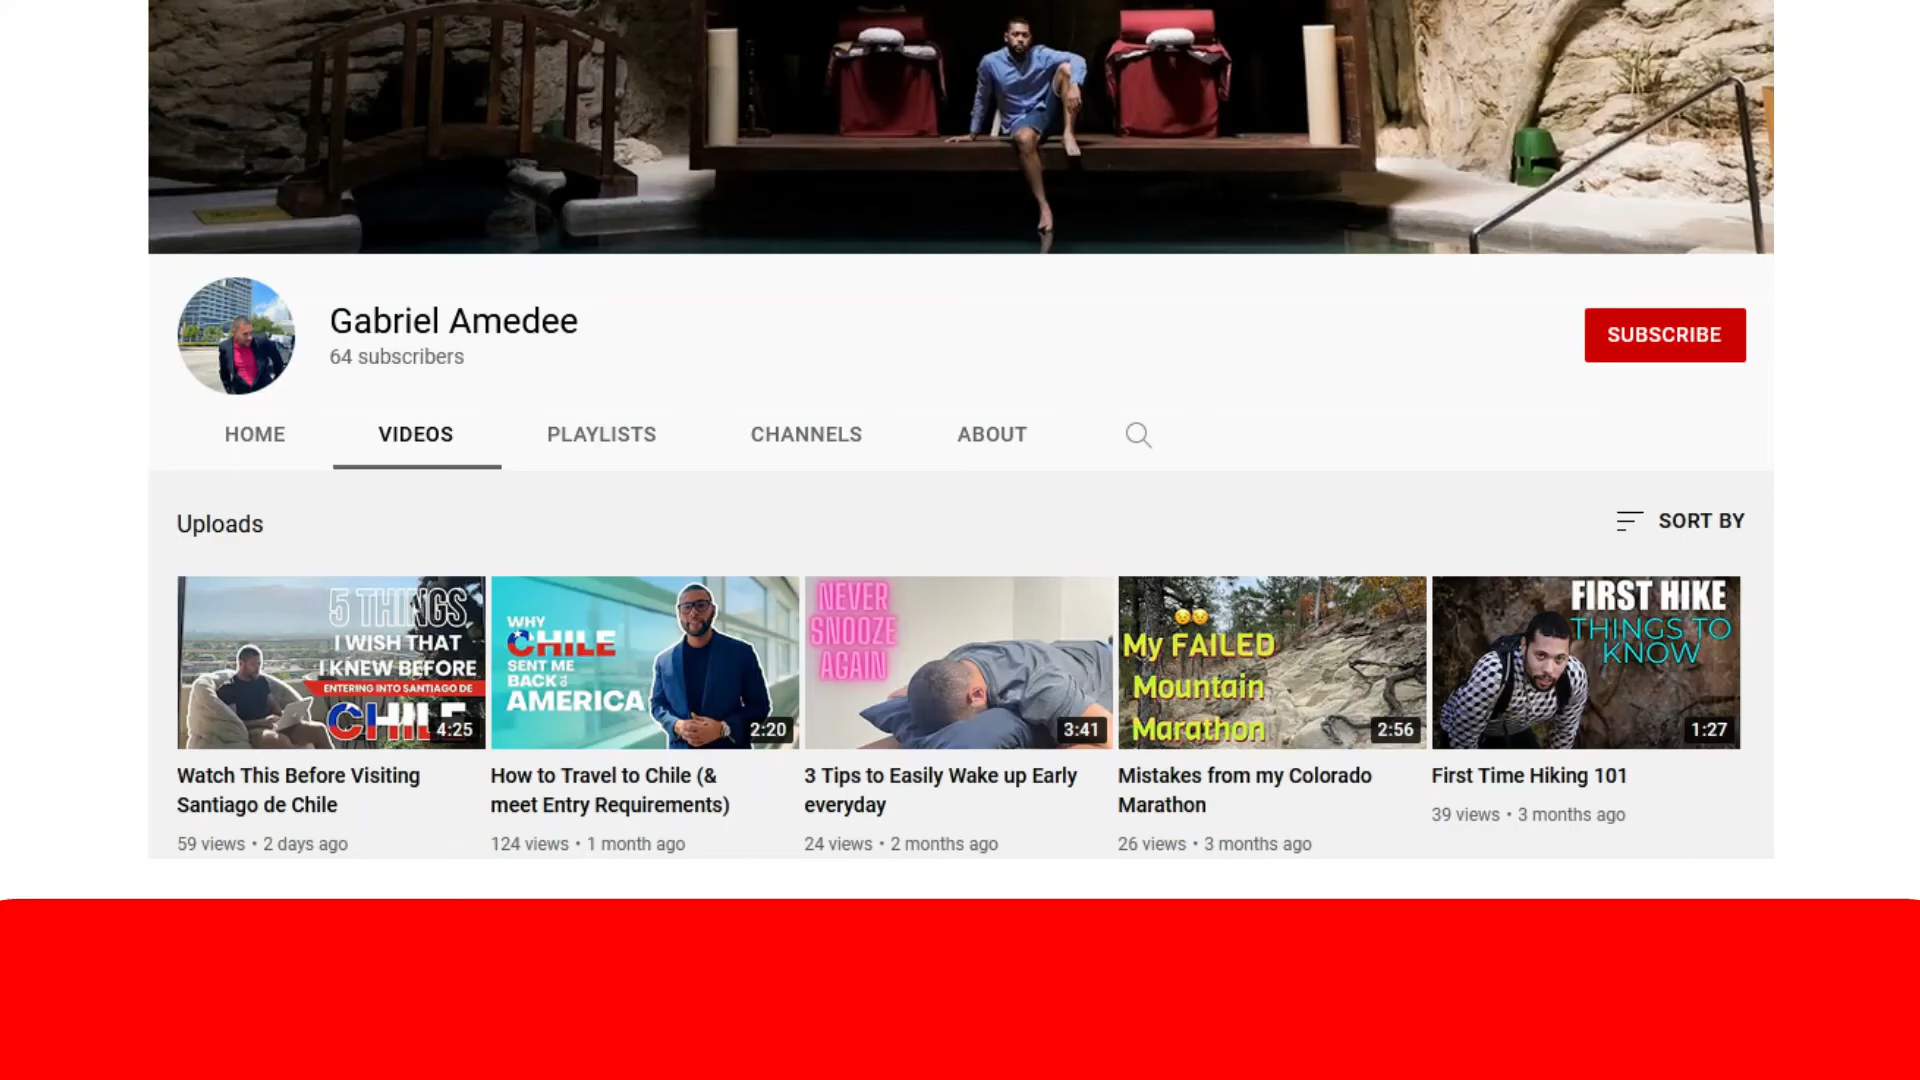 Gabriel Amedee
64 subscribers
SUBSCRIBE
HOME
VIDEOS
PLAYLISTS
CHANNELS
ABOUT
Uploads
SORT BY
5 THINGS
I WISH THAT
I KNEW BEFORE
ENTERING INTO SANTIAGO DE
CHILE
4:25
WHY
CHILE
SENT ME
BACK
AMERICA
2:20
NEVER
SNOOZE
AGAIN
3:41
My FAILED
Mountain
Marathon
2:56
FIRST HIKE
THINGS TO
KNOW
1:27
Watch This Before Visiting
Santiago de Chile
59 views • 2 days ago
How to Travel to Chile (&
meet Entry Requirements)
124 views • 1 month ago
3 Tips to Easily Wake up Early
everyday
24 views • 2 months ago
Mistakes from my Colorado
Marathon
26 views • 3 months ago
First Time Hiking 101
39 views • 3 months ago